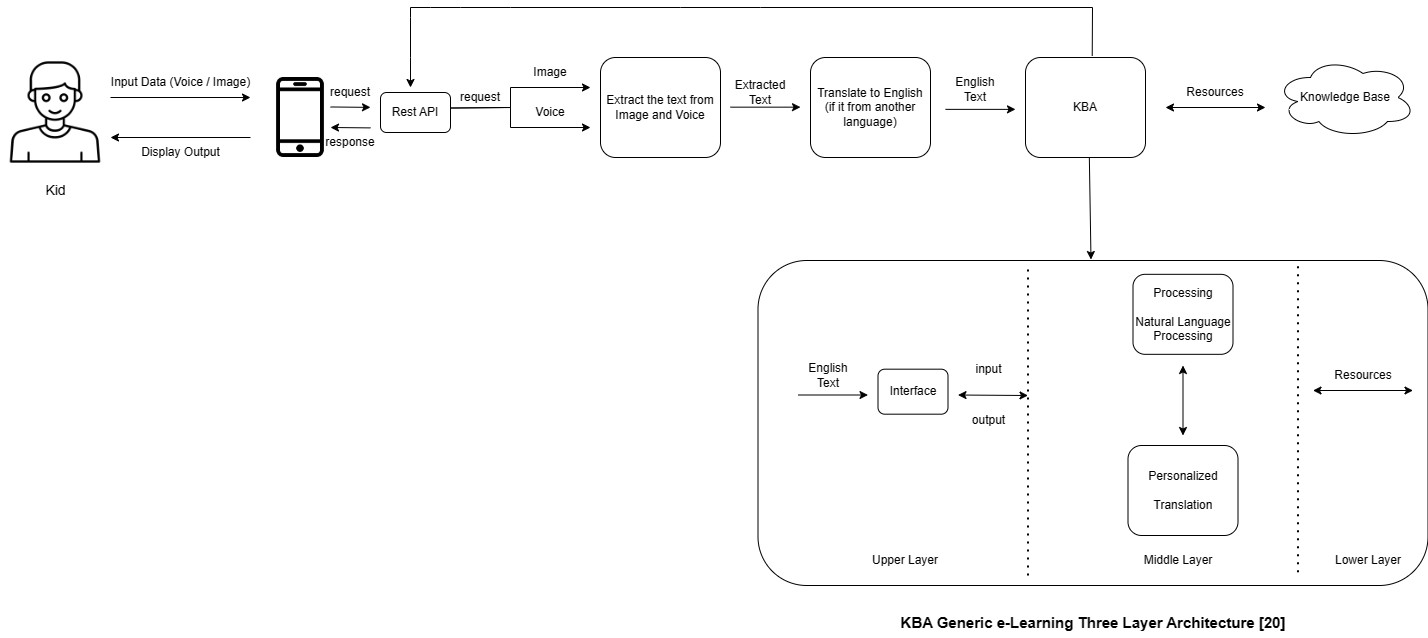 Input Data (Voice / Image)
Display Output
Kid
request
response
Rest API
request
Image
Voice
Extract the text from
Image and Voice
Extracted
Text
Translate to English
(if it from another
language)
English
Text
KBA
Resources
Knowledge Base
English
Text
Interface
input
output
Upper Layer
Processing
Natural Language
Processing
Personalized
Translation
Middle Layer
Resources
Lower Layer
KBA Generic e-Learning Three Layer Architecture [20]